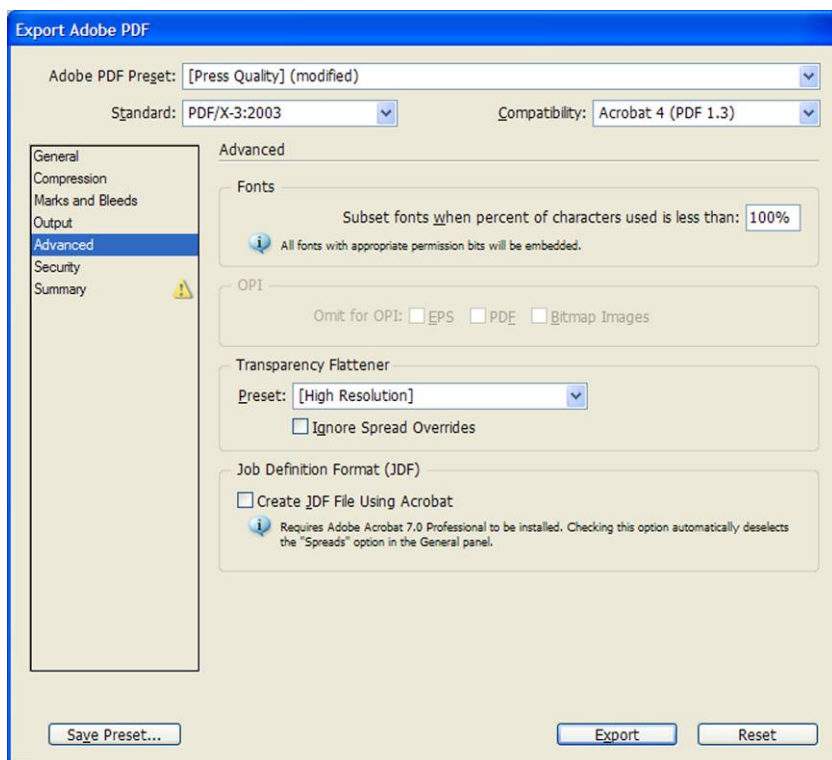 Export Adobe PDF
Adobe PDF Preset: [Press Quality] (modified)
Standard: PDF/X-3:2003 Compatibility: Acrobat 4 (PDF 1.3)
General
Compression
Marks and Bleeds
Output
Advanced
Security
Summary
Advanced
Fonts
Subset fonts when percent of characters used is less than: 100%
All fonts with appropriate permission bits will be embedded.
OPI
Omit for OPI: EPS PDF Bitmap Images
Transparency Flattener
Preset: [High Resolution]
Ignore Spread Overrides
Job Definition Format (JDF)
Create JDF File Using Acrobat
Requires Adobe Acrobat 7.0 Professional to be installed. Checking this option automatically deselects
the "Spreads" option in the General panel.
Save Preset... Export Reset